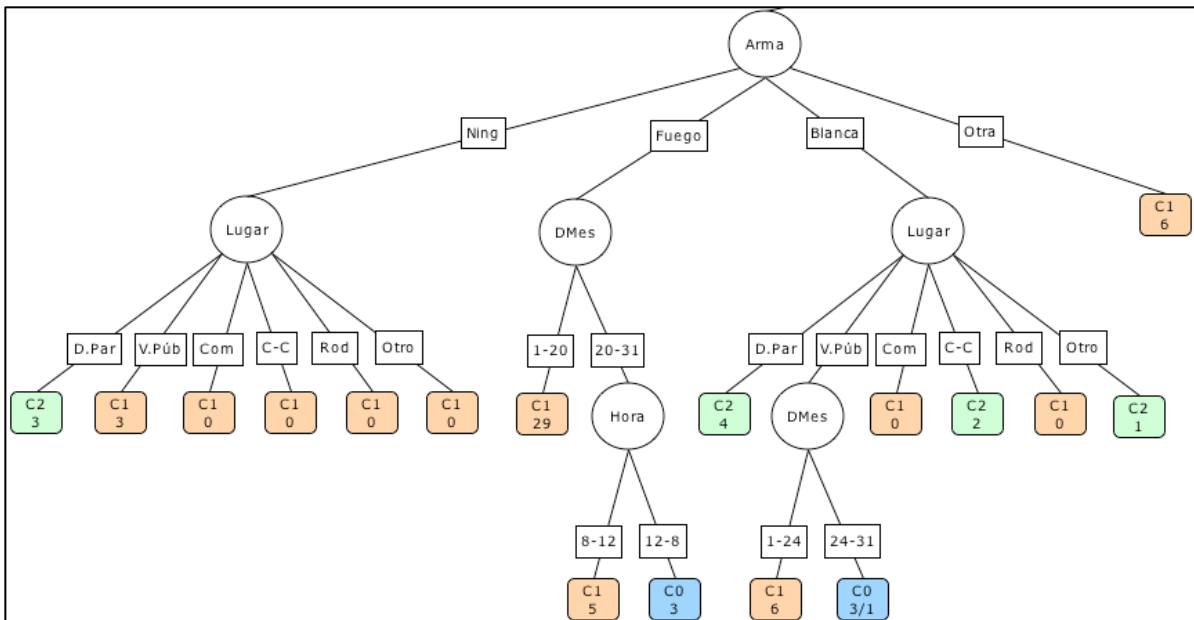 Arma
Ning Fuego Blanca Otra
Lugar DMes Lugar C1
6
D.Par V.Púb Com C-C Rod Otro 1-20 20-31 D.Par V.Púb Com C-C Rod Otro
C2 C1 C1 C1 C1 C1 C1 Hora C2 DMes C1 C2 C1 C2
3 3 0 0 0 0 29 4 0 2 0 1
8-12 12-8 1-24 24-31
C1 C0 C1 C0
5 3 6 3/1